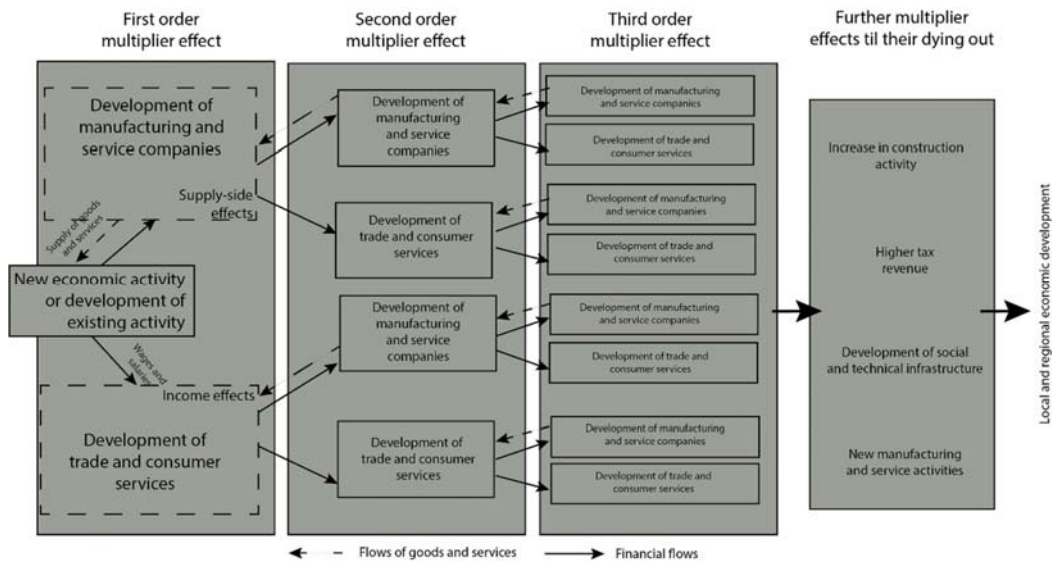 First order
multiplier effect
Second order
multiplier effect
Third order
multiplier effect
Further multiplier
effects til their dying out
Development of
manufacturing and
service companies
Supply-side
effects
Supply of goods
and services
New economic activity
or development of
existing activity
Wages and
salaries
Income effects
Development of
trade and consumer
services
Development of
manufacturing
and service
companies
Development of
trade and consumer
services
Development of
manufacturing
and service
companies
Development of
trade and consumer
services
Development of manufacturing
and service companies
Development of trade and
consumer services
Development of manufacturing
and service companies
Development of trade and
consumer services
Development of manufacturing
and service companies
Development of trade and
consumer services
Development of manufacturing
and service companies
Development of trade and
consumer services
Increase in construction
activity
Higher tax
revenue
Development of social
and technical infrastructure
New manufacturing
and service activities
Local and regional economic development
Flows of goods and services
Financial flows